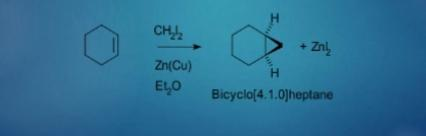 H
CH₂I₂
+ ZnI₂
Zn(Cu)
H
Et₂O
Bicyclo[4.1.0]heptane